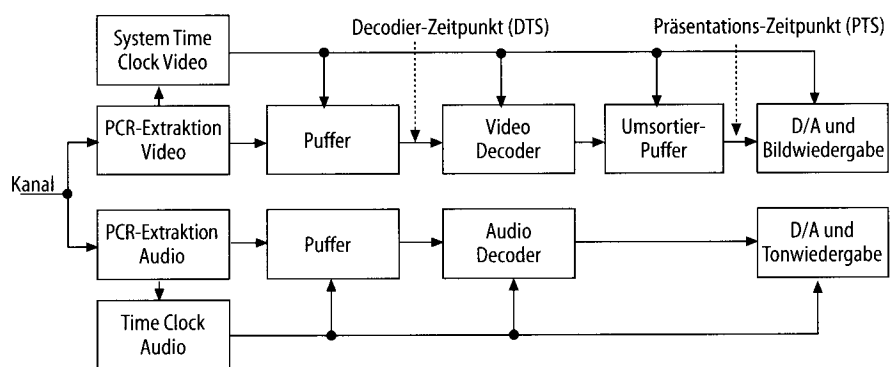 Decodier-Zeitpunkt (DTS)
Präsentations-Zeitpunkt (PTS)
System Time
Clock Video
PCR-Extraktion
Video
Puffer
Video
Decoder
Umsortier-
Puffer
D/A und
Bildwiedergabe
Kanal
PCR-Extraktion
Audio
Puffer
Audio
Decoder
D/A und
Tonwiedergabe
Time Clock
Audio